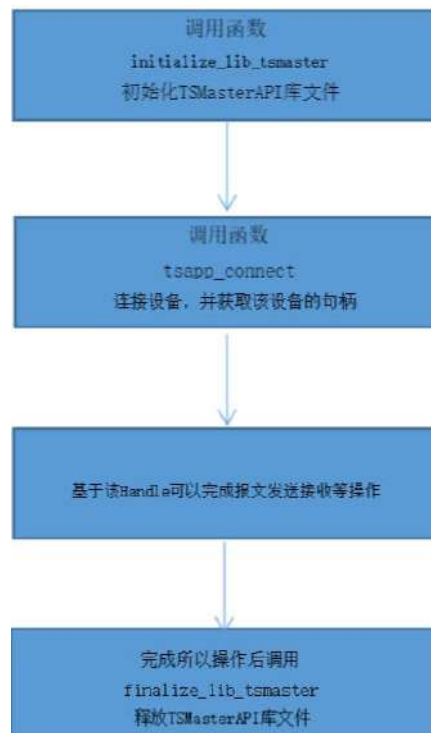 调用函数
initialize_lib_tsmaster
初始化TSMasterAPI库文件
调用函数
tsapp_connect
连接设备，并获取该设备的句柄
基于该Handle可以完成报文发送接收等操作
完成所以操作后调用
finalize_lib_tsmaster
释放TSMasterAPI库文件